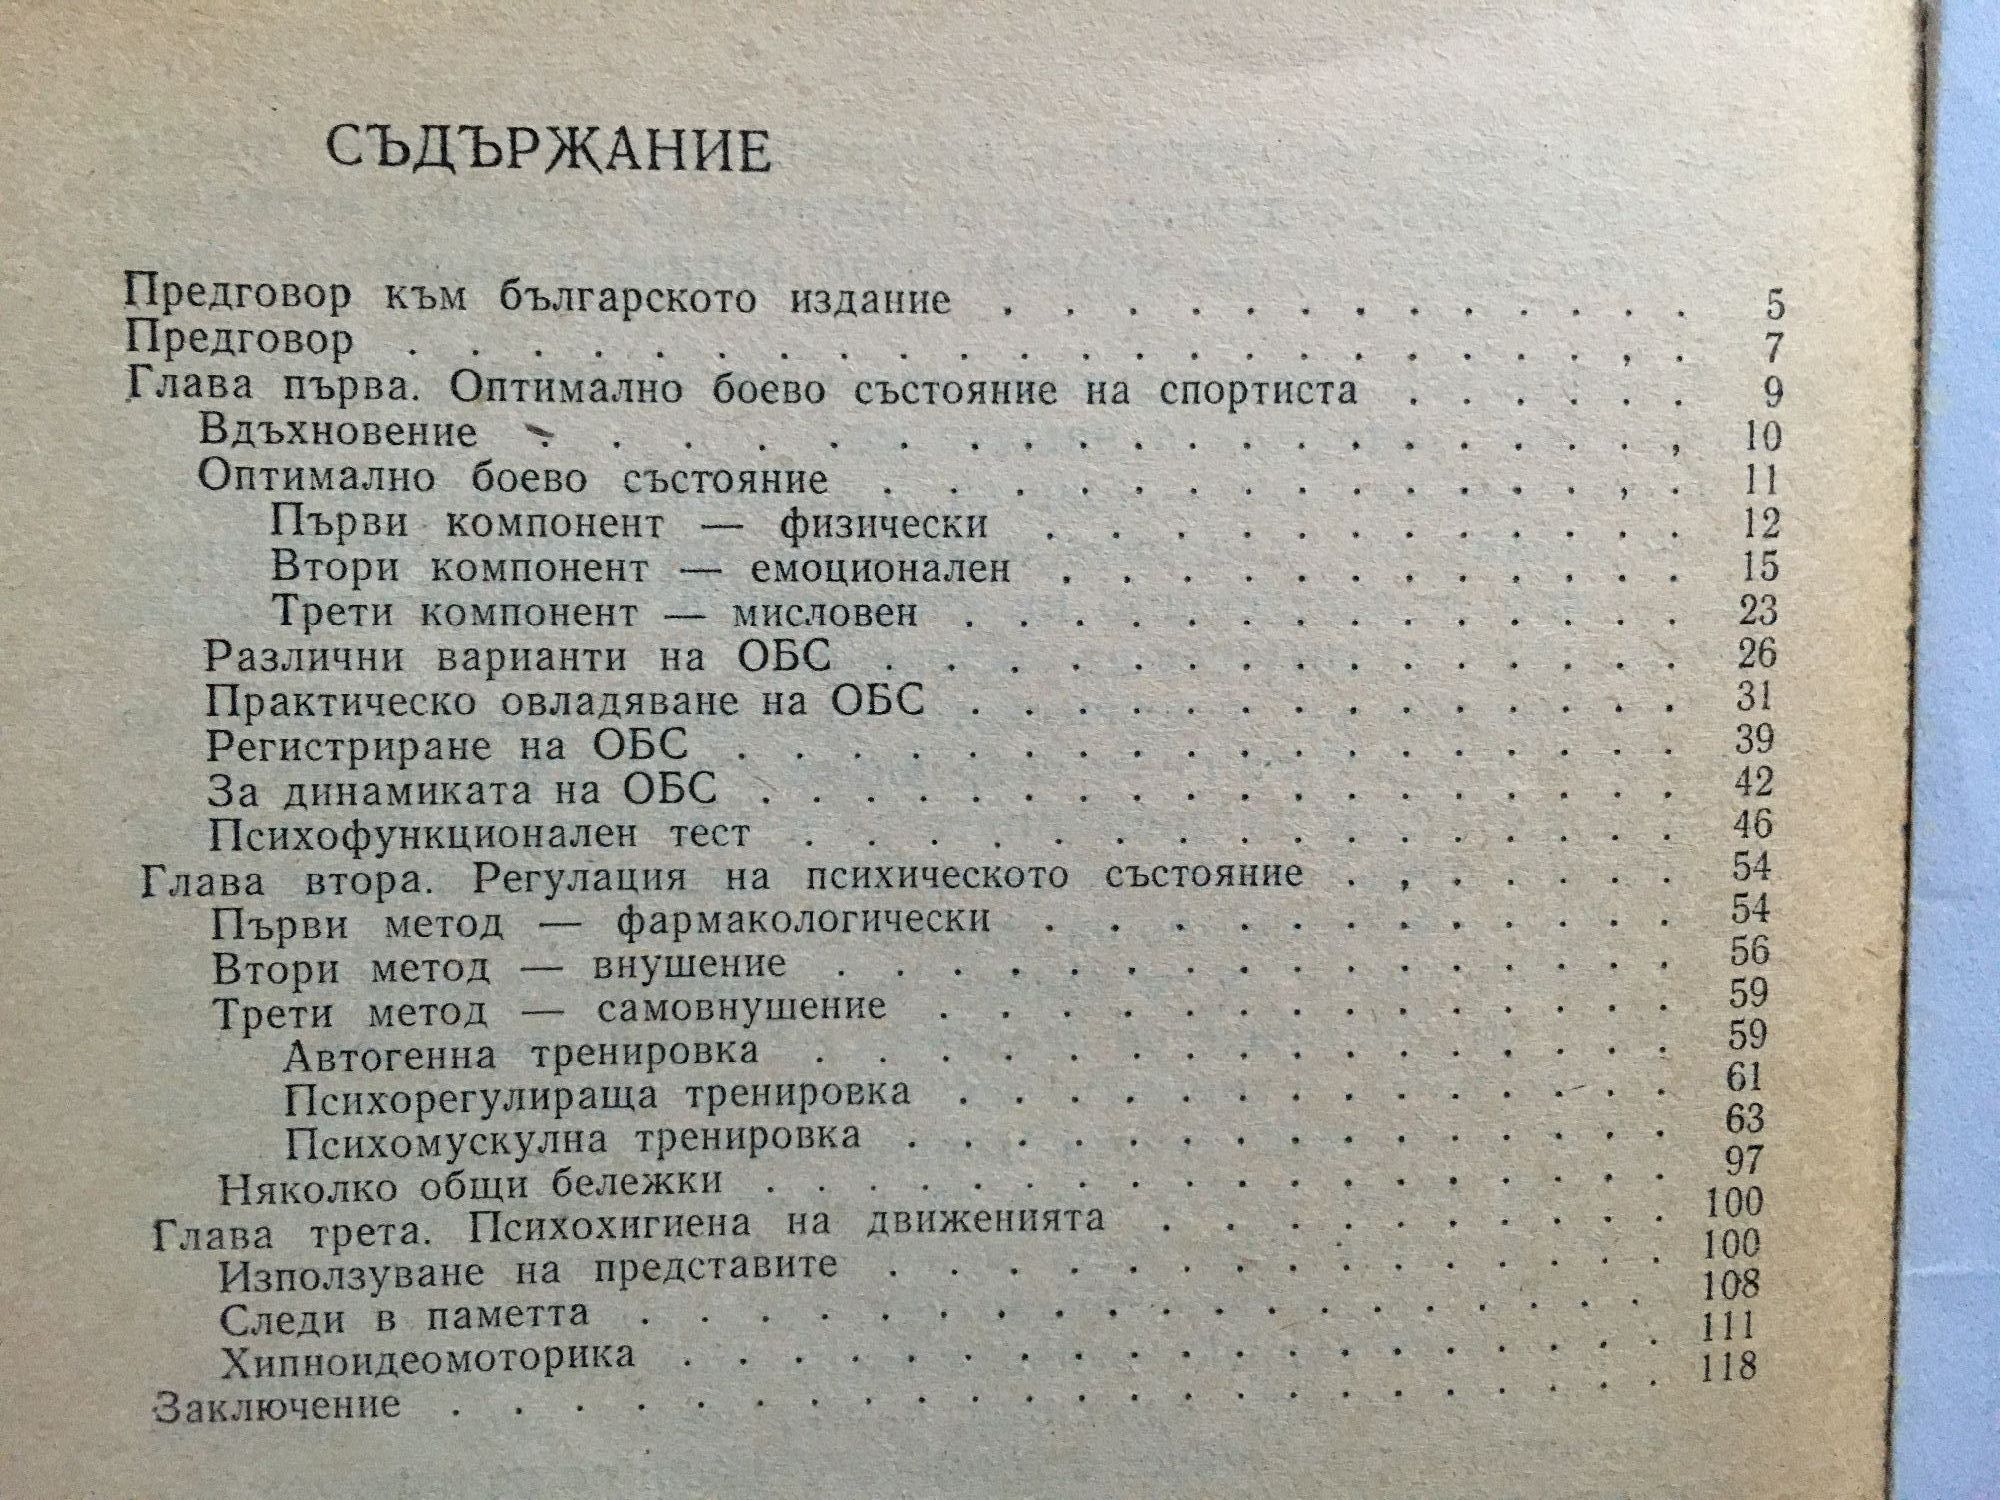 СЪДЪРЖАНИЕ
Предговор към българското издание . . . . . . . . . . . . 5
Предговор . . . . . . . . . . . . . . . . . . . . 7
Глава първа. Оптимално боево състояние на спортиста . . . . . . 9
Вдъхновение . . . . . . . . . . . . . . . . . 10
Оптимално боево състояние . . . . . . . . . . . . . 11
Първи компонент — физически . . . . . . . . . . . 12
Втори компонент — емоционален . . . . . . . . . . . 15
Трети компонент — мисловен . . . . . . . . . . . . 23
Различни варианти на ОБС . . . . . . . . . . . . . 26
Практическо овладяване на ОБС . . . . . . . . . . . . 31
Регистриране на ОБС . . . . . . . . . . . . . . . 39
За динамиката на ОБС . . . . . . . . . . . . . . . 42
Психофункционален тест . . . . . . . . . . . . . . 46
Глава втора. Регулация на психическото състояние . . . . . . 54
Първи метод — фармакологически . . . . . . . . . . . 54
Втори метод — внушение . . . . . . . . . . . . . . 56
Трети метод — самовнушение . . . . . . . . . . . . 59
Автогенна тренировка . . . . . . . . . . . . . . 59
Психорегулираща тренировка . . . . . . . . . . . . 61
Психомускулна тренировка . . . . . . . . . . . . . 63
Няколко общи бележки . . . . . . . . . . . . . . . 97
Глава трета. Психохигиена на движенията . . . . . . . . . 100
Използуване на представите . . . . . . . . . . . . . 100
Следи в паметта . . . . . . . . . . . . . . . . 108
Хипноидеомоторика . . . . . . . . . . . . . . . . 111
Заключение . . . . . . . . . . . . . . . . . . . 118